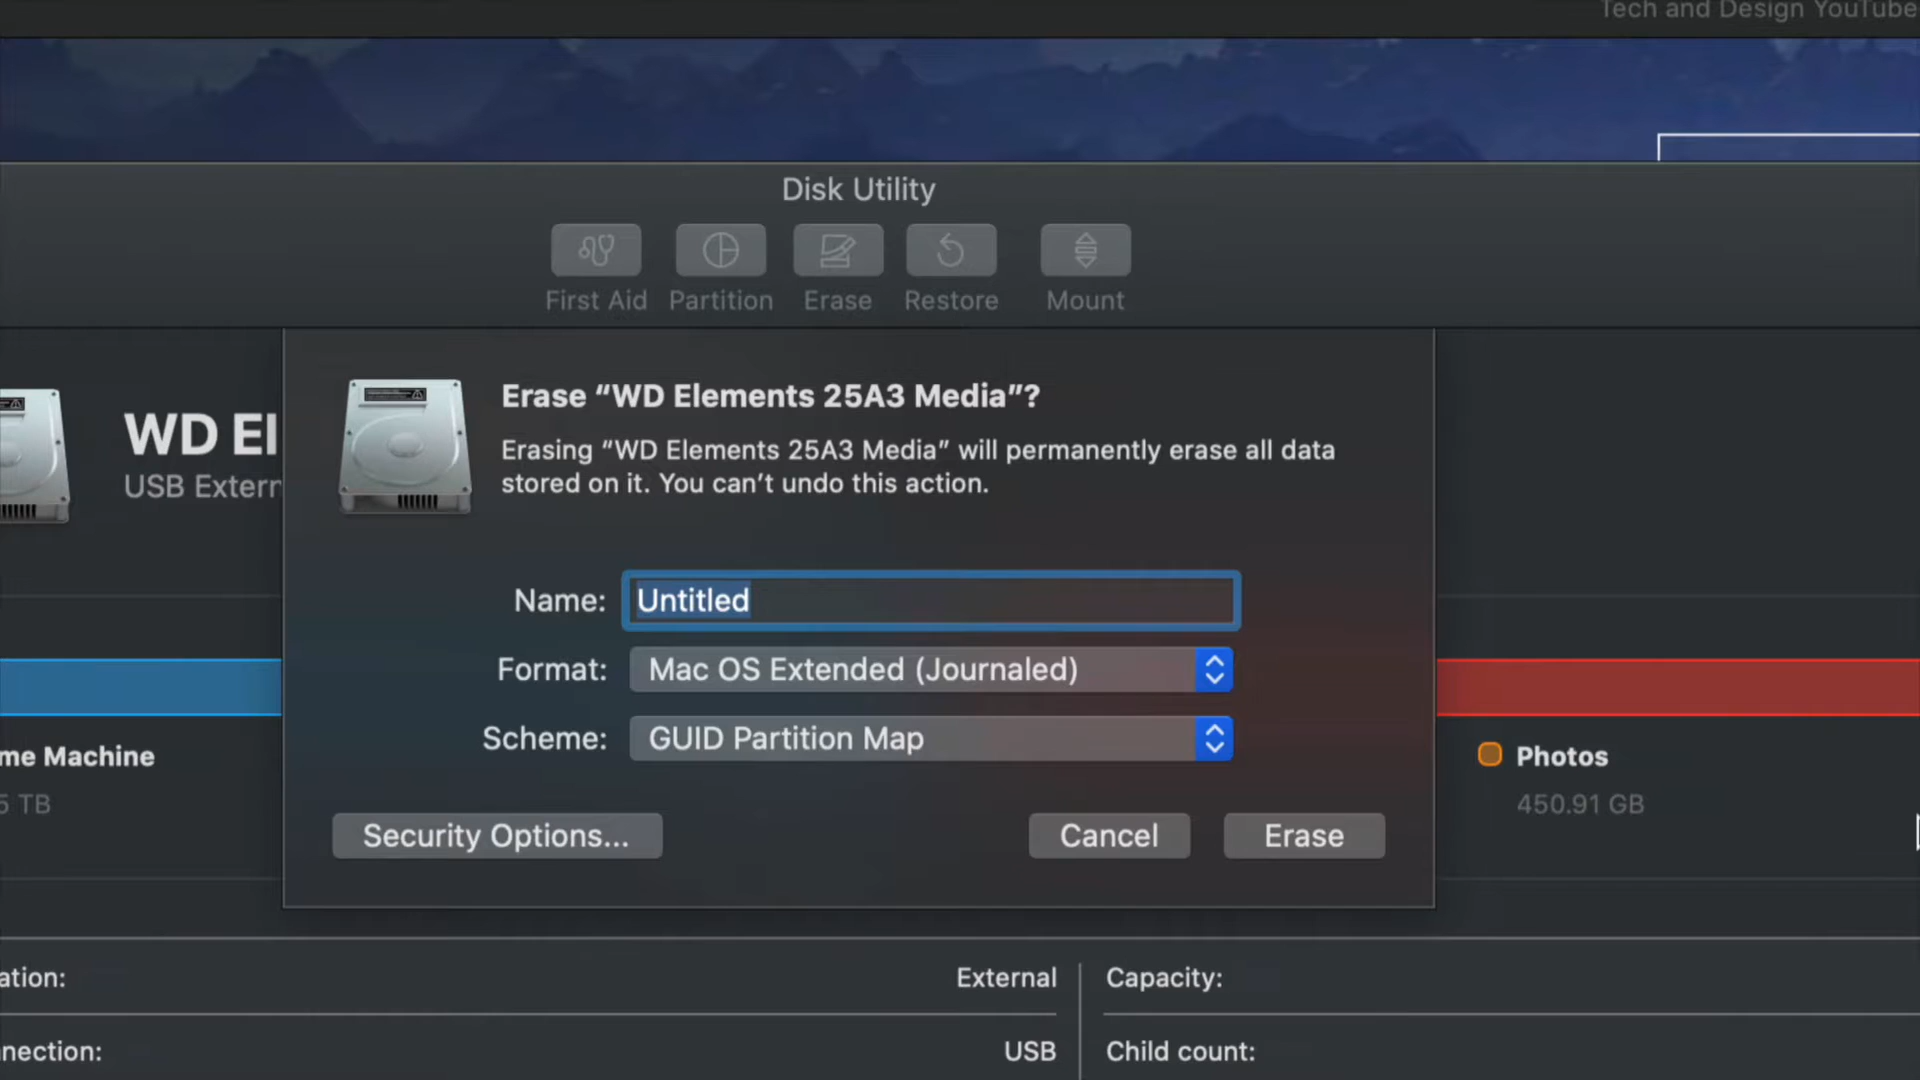 Tech and Design YouTube
Disk Utility
First Aid
Partition
Erase
Restore
Mount
WD El
USB Extern
Erase “WD Elements 25A3 Media”?
Erasing “WD Elements 25A3 Media” will permanently erase all data
stored on it. You can’t undo this action.
Name: Untitled
Format: Mac OS Extended (Journaled)
Scheme: GUID Partition Map
me Machine
5 TB
Photos
450.91 GB
Security Options...
Cancel
Erase
ation:
External
Capacity:
nection:
USB
Child count: